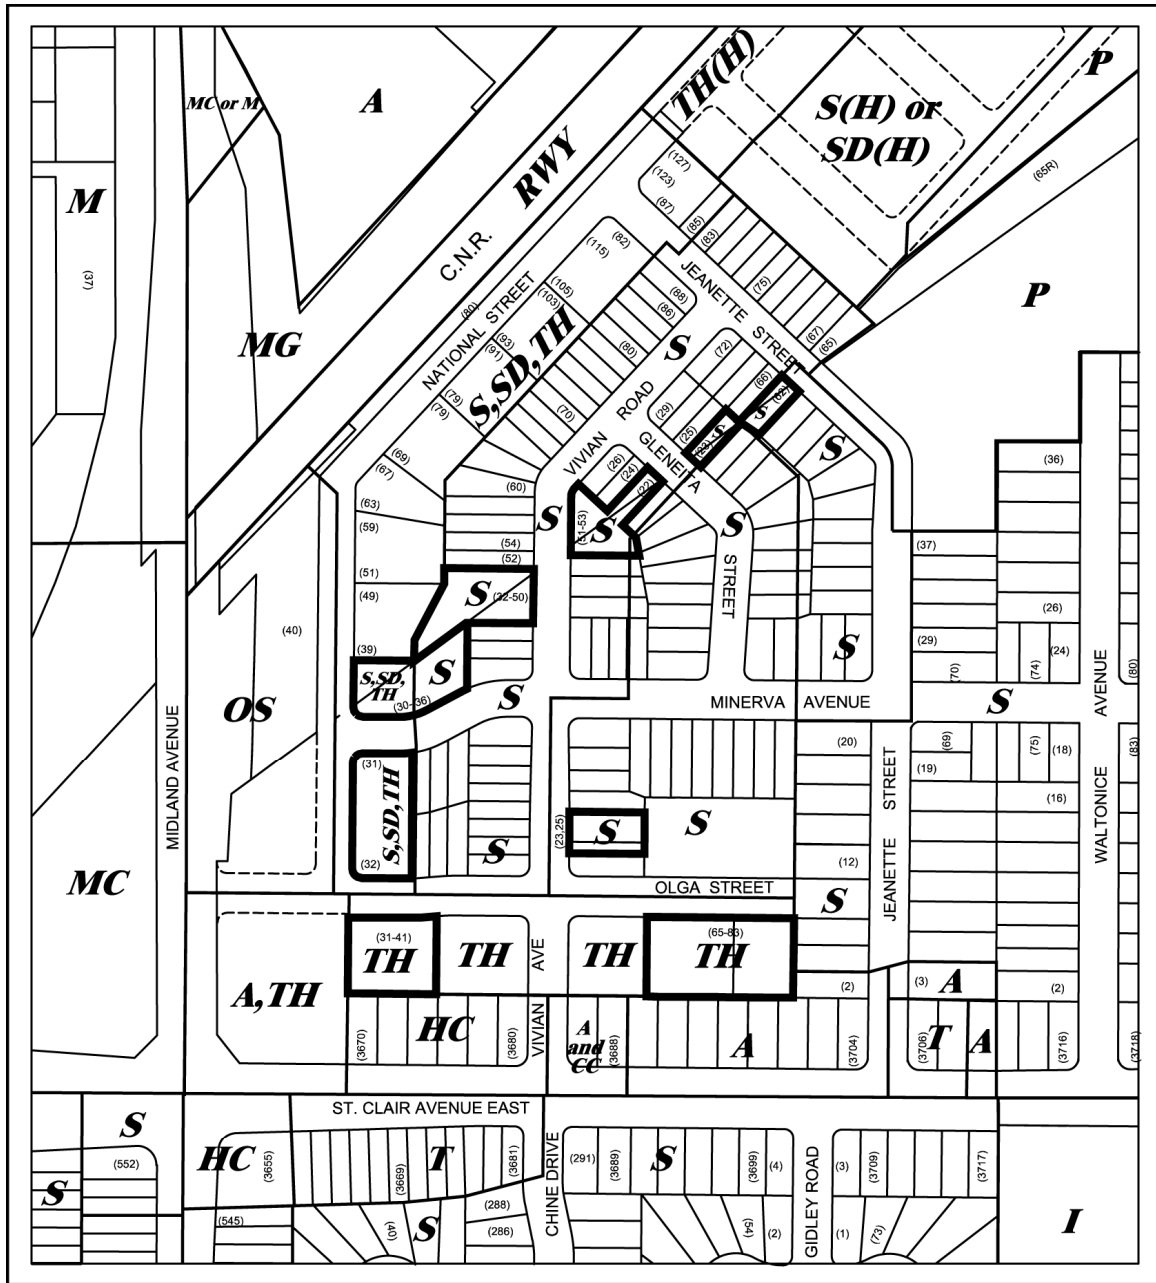 TH(H)
P
MC or M
A
S(H) or
SD(H)
RWY
(127)
(65R)
M
(123)
(87)
(85)
(83)
(82)
(115)
C.N.R.
JEANETTE STREET
(37)
(75)
P
(105)
(103)
(88)
(86)
(80)
NATIONAL STREET
(67)
(65)
MG
(93)
(91)
S,SD,TH
(80)
S
(72)
(66)
(62)
S
(79)
(79)
(70)
VIVIAN ROAD
(29)
(25)
(23)
S
S
GLENEITA
STREET
(69)
(67)
(26)
(24)
(22)
(36)
(60)
(63)
(59)
S
(51-53)
S
S
(54)
(52)
(37)
(51)
(49)
S
(32-50)
(26)
(40)
(39)
(29)
(70)
(74)
(24)
(80)
S,SD,
TH
S
(30-36)
S
S
S
OS
MINERVA AVENUE
AVENUE
MIDLAND AVENUE
(31)
S,SD,TH
(32)
(20)
(69)
(19)
(75)
(18)
(83)
(16)
JEANETTE STREET
WALTONICE
(23,25)
S
S
S
(12)
MC
OLGA STREET
S
(31-41)
TH
TH
AVE
TH
(65-83)
TH
A,TH
(2)
(3)
A
(2)
(3670)
HC
(3680)
VIVIAN
A
and
CC
(3688)
A
(3704)
(3706)
T
A
(3716)
(3718)
ST. CLAIR AVENUE EAST
S
(552)
S
HC
(3655)
(3669)
T
(3681)
CHINE DRIVE
(291)
(3689)
S
(3699)
(4)
GIDLEY ROAD
(3)
(3709)
(3717)
(545)
(40)
S
(288)
(286)
(54)
(2)
(1)
(73)
I